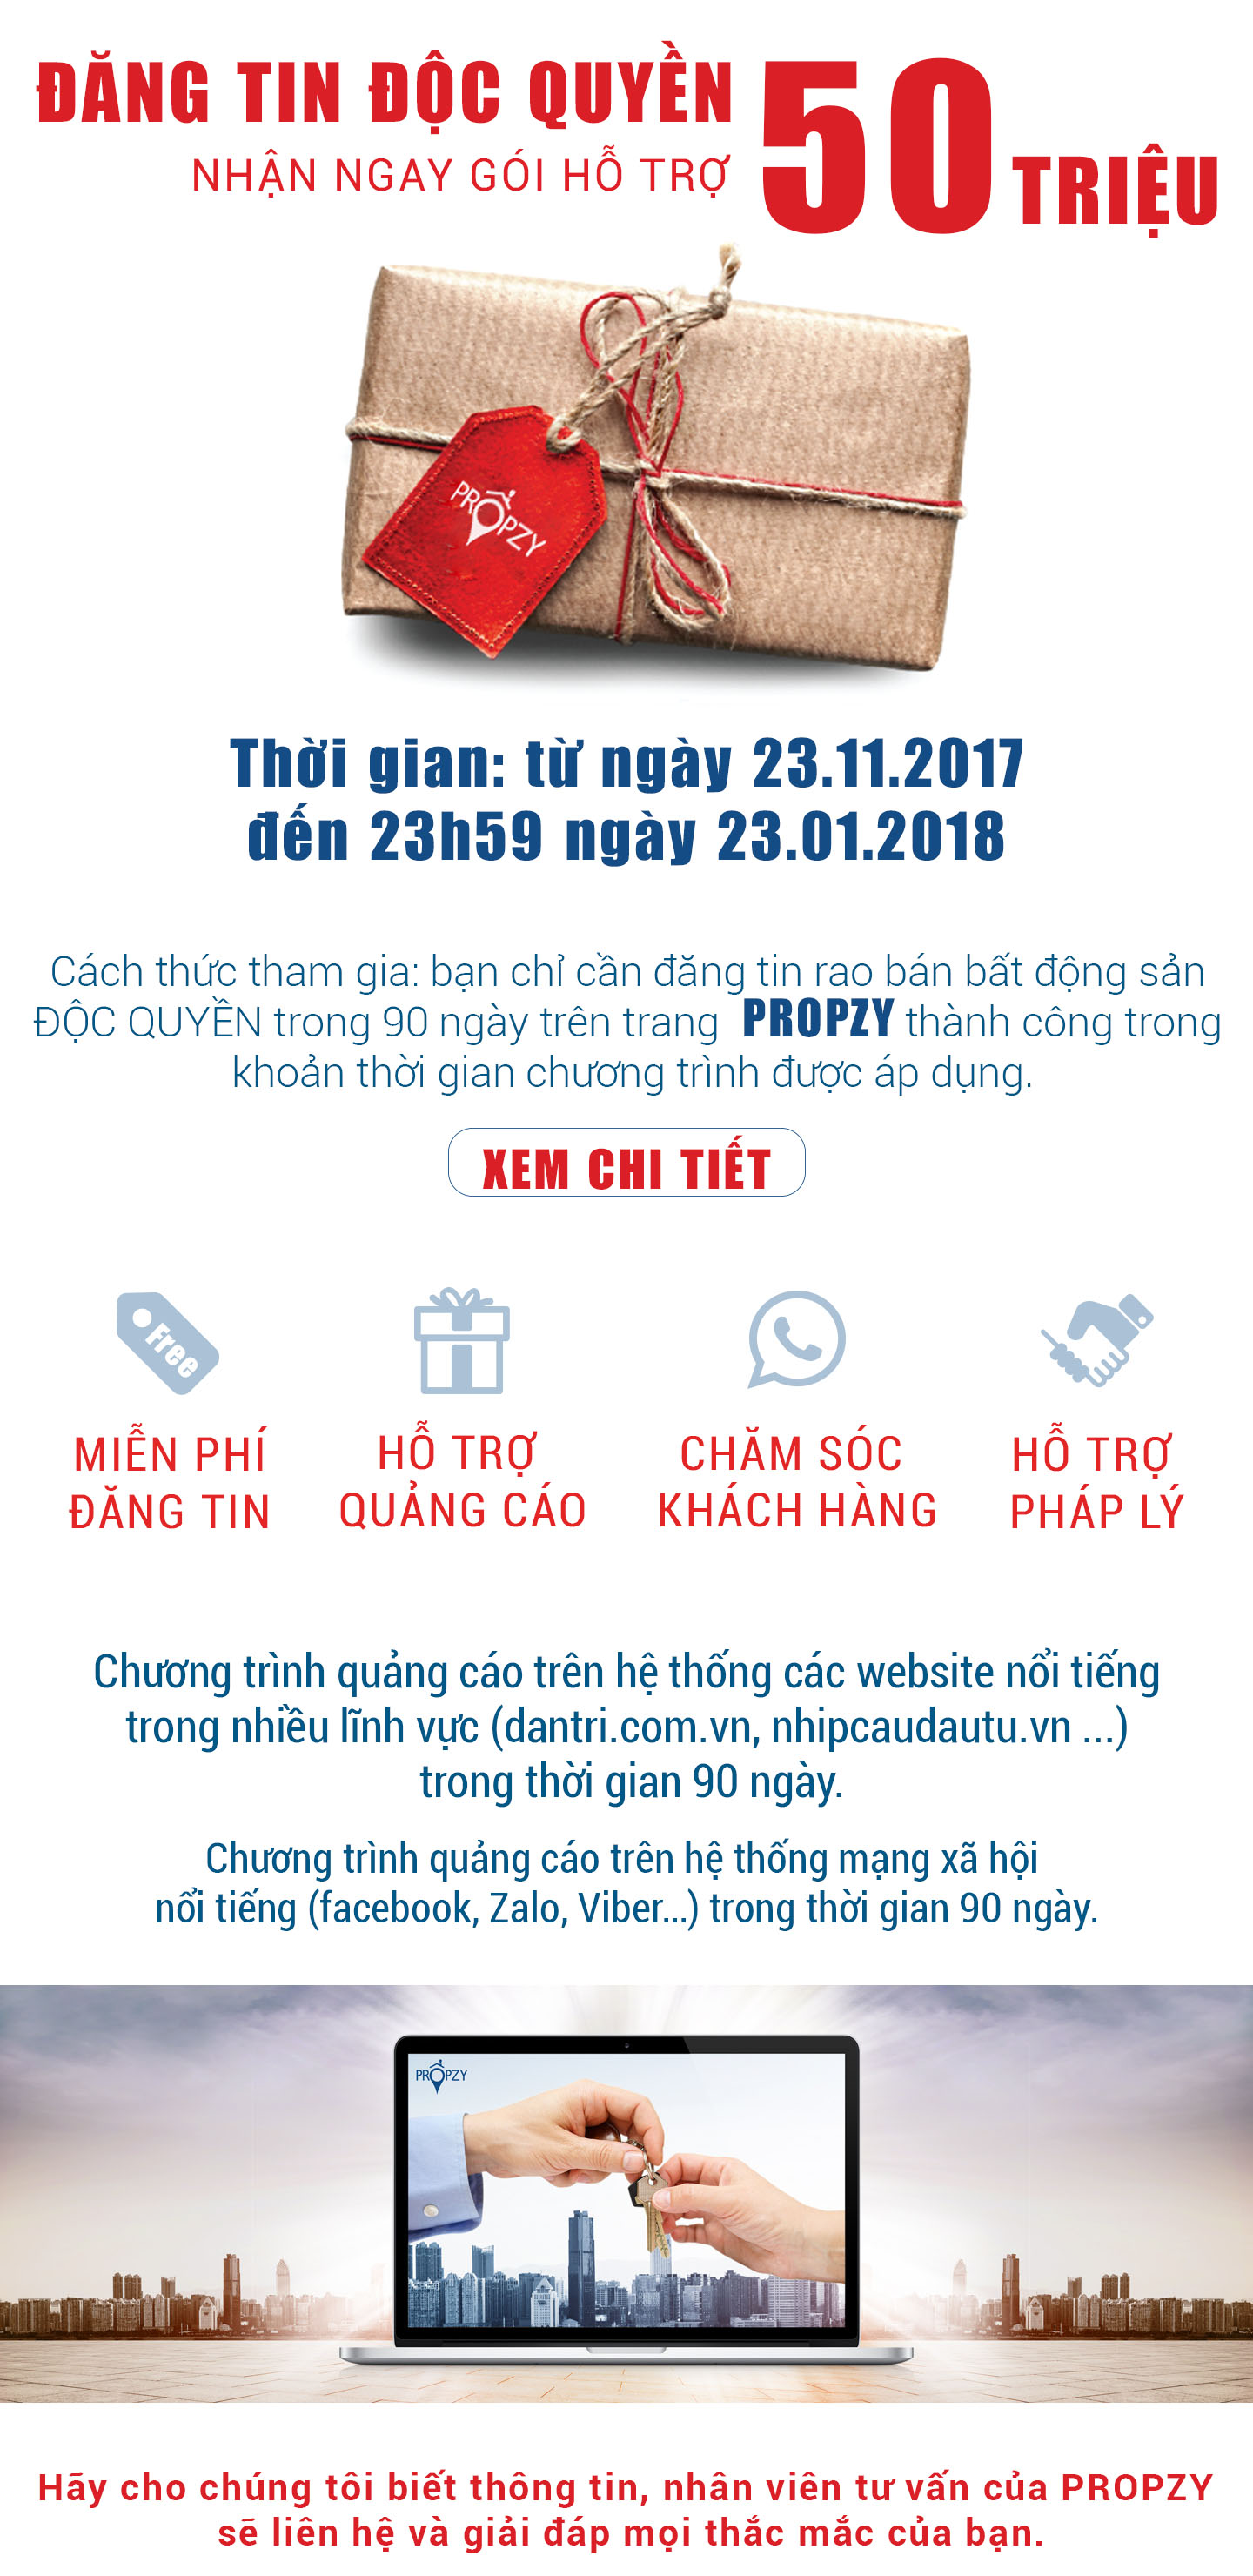 ĐĂNG TIN ĐỘC QUYỀN
NHẬN NGAY GÓI HỖ TRỢ
50 TRIỆU
PROPZY
Thời gian: từ ngày 23.11.2017
đến 23h59 ngày 23.01.2018
Cách thức tham gia: bạn chỉ cần đăng tin rao bán bất động sản
ĐỘC QUYỀN trong 90 ngày trên trang PROPZY thành công trong
khoản thời gian chương trình được áp dụng.
XEM CHI TIẾT
Free
MIỄN PHÍ
ĐĂNG TIN
HỖ TRỢ
QUẢNG CÁO
CHĂM SÓC
KHÁCH HÀNG
HỖ TRỢ
PHÁP LÝ
Chương trình quảng cáo trên hệ thống các website nổi tiếng
trong nhiều lĩnh vực (dantri.com.vn, nhipcaudautu.vn ...)
trong thời gian 90 ngày.
Chương trình quảng cáo trên hệ thống mạng xã hội
nổi tiếng (facebook, Zalo, Viber...) trong thời gian 90 ngày.
PROPZY
Hãy cho chúng tôi biết thông tin, nhân viên tư vấn của PROPZY
sẽ liên hệ và giải đáp mọi thắc mắc của bạn.